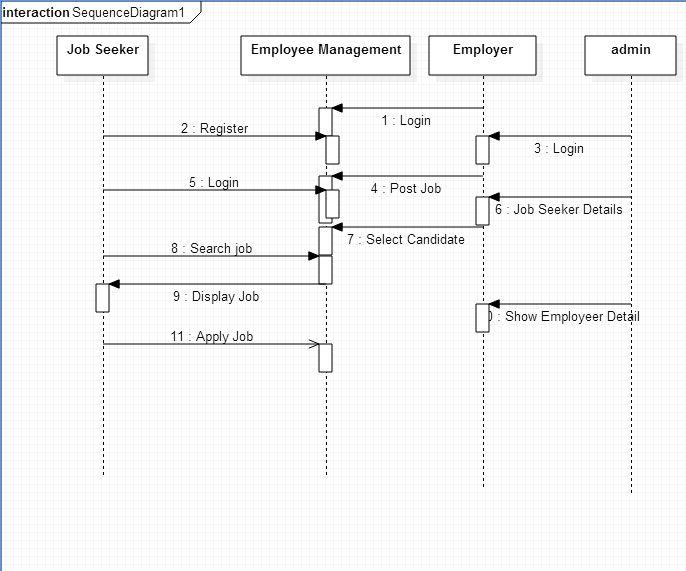 interaction SequenceDiagram1
Job Seeker
Employee Management
Employer
admin
1 : Login
2 : Register
3 : Login
5 : Login
4 : Post Job
6 : Job Seeker Details
7 : Select Candidate
8 : Search job
9 : Display Job
0 : Show Employeer Detail
11 : Apply Job